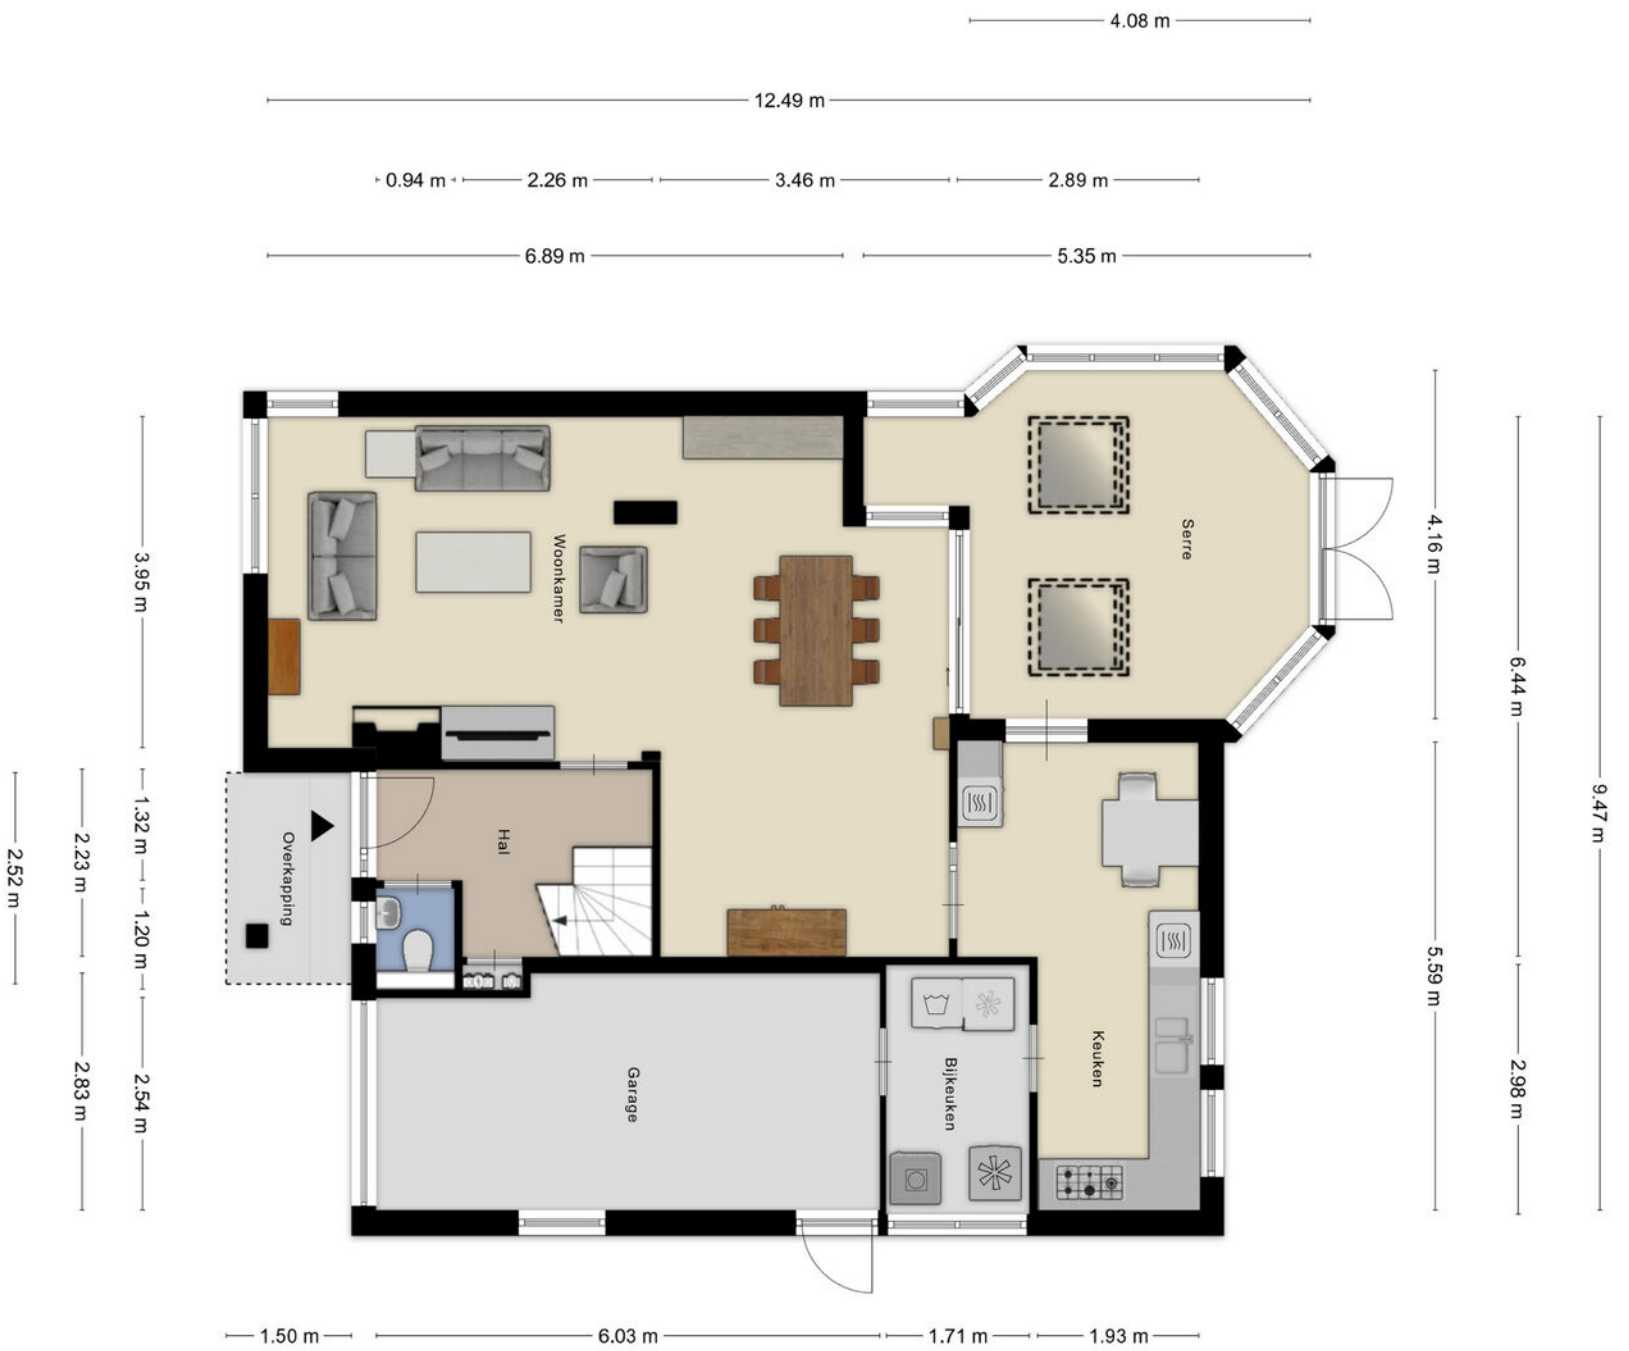 4.08 m
12.49 m
0.94 m
2.26 m
3.46 m
2.89 m
6.89 m
5.35 m
3.95 m
Woonkamer
Serre
4.16 m
6.44 m
9.47 m
2.52 m
2.23 m
1.32 m
Overkapping
Hal
1.20 m
5.59 m
2.83 m
2.54 m
Garage
Bijkeuken
Keuken
2.98 m
1.50 m
6.03 m
1.71 m
1.93 m